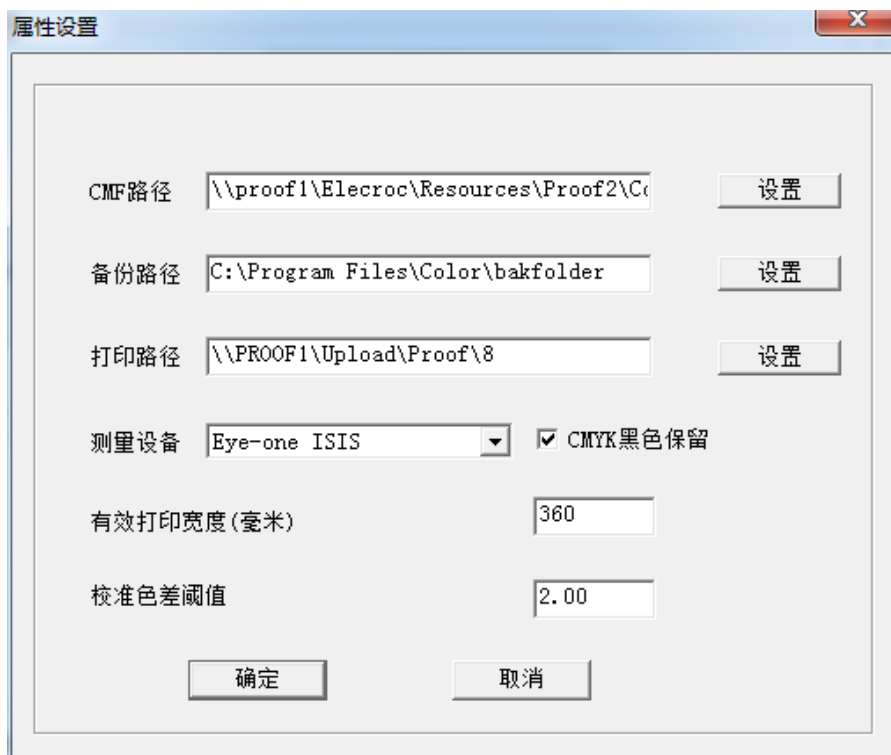 属性设置
CMF路径 \\proof1\Elecroc\Resources\Proof2\Co 设置
备份路径 C:\Program Files\Color\bakfolder 设置
打印路径 \\PROOF1\Upload\Proof\8 设置
测量设备 Eye-one ISIS CMYK黑色保留
有效打印宽度(毫米) 360
校准色差阈值 2.00
确定 取消